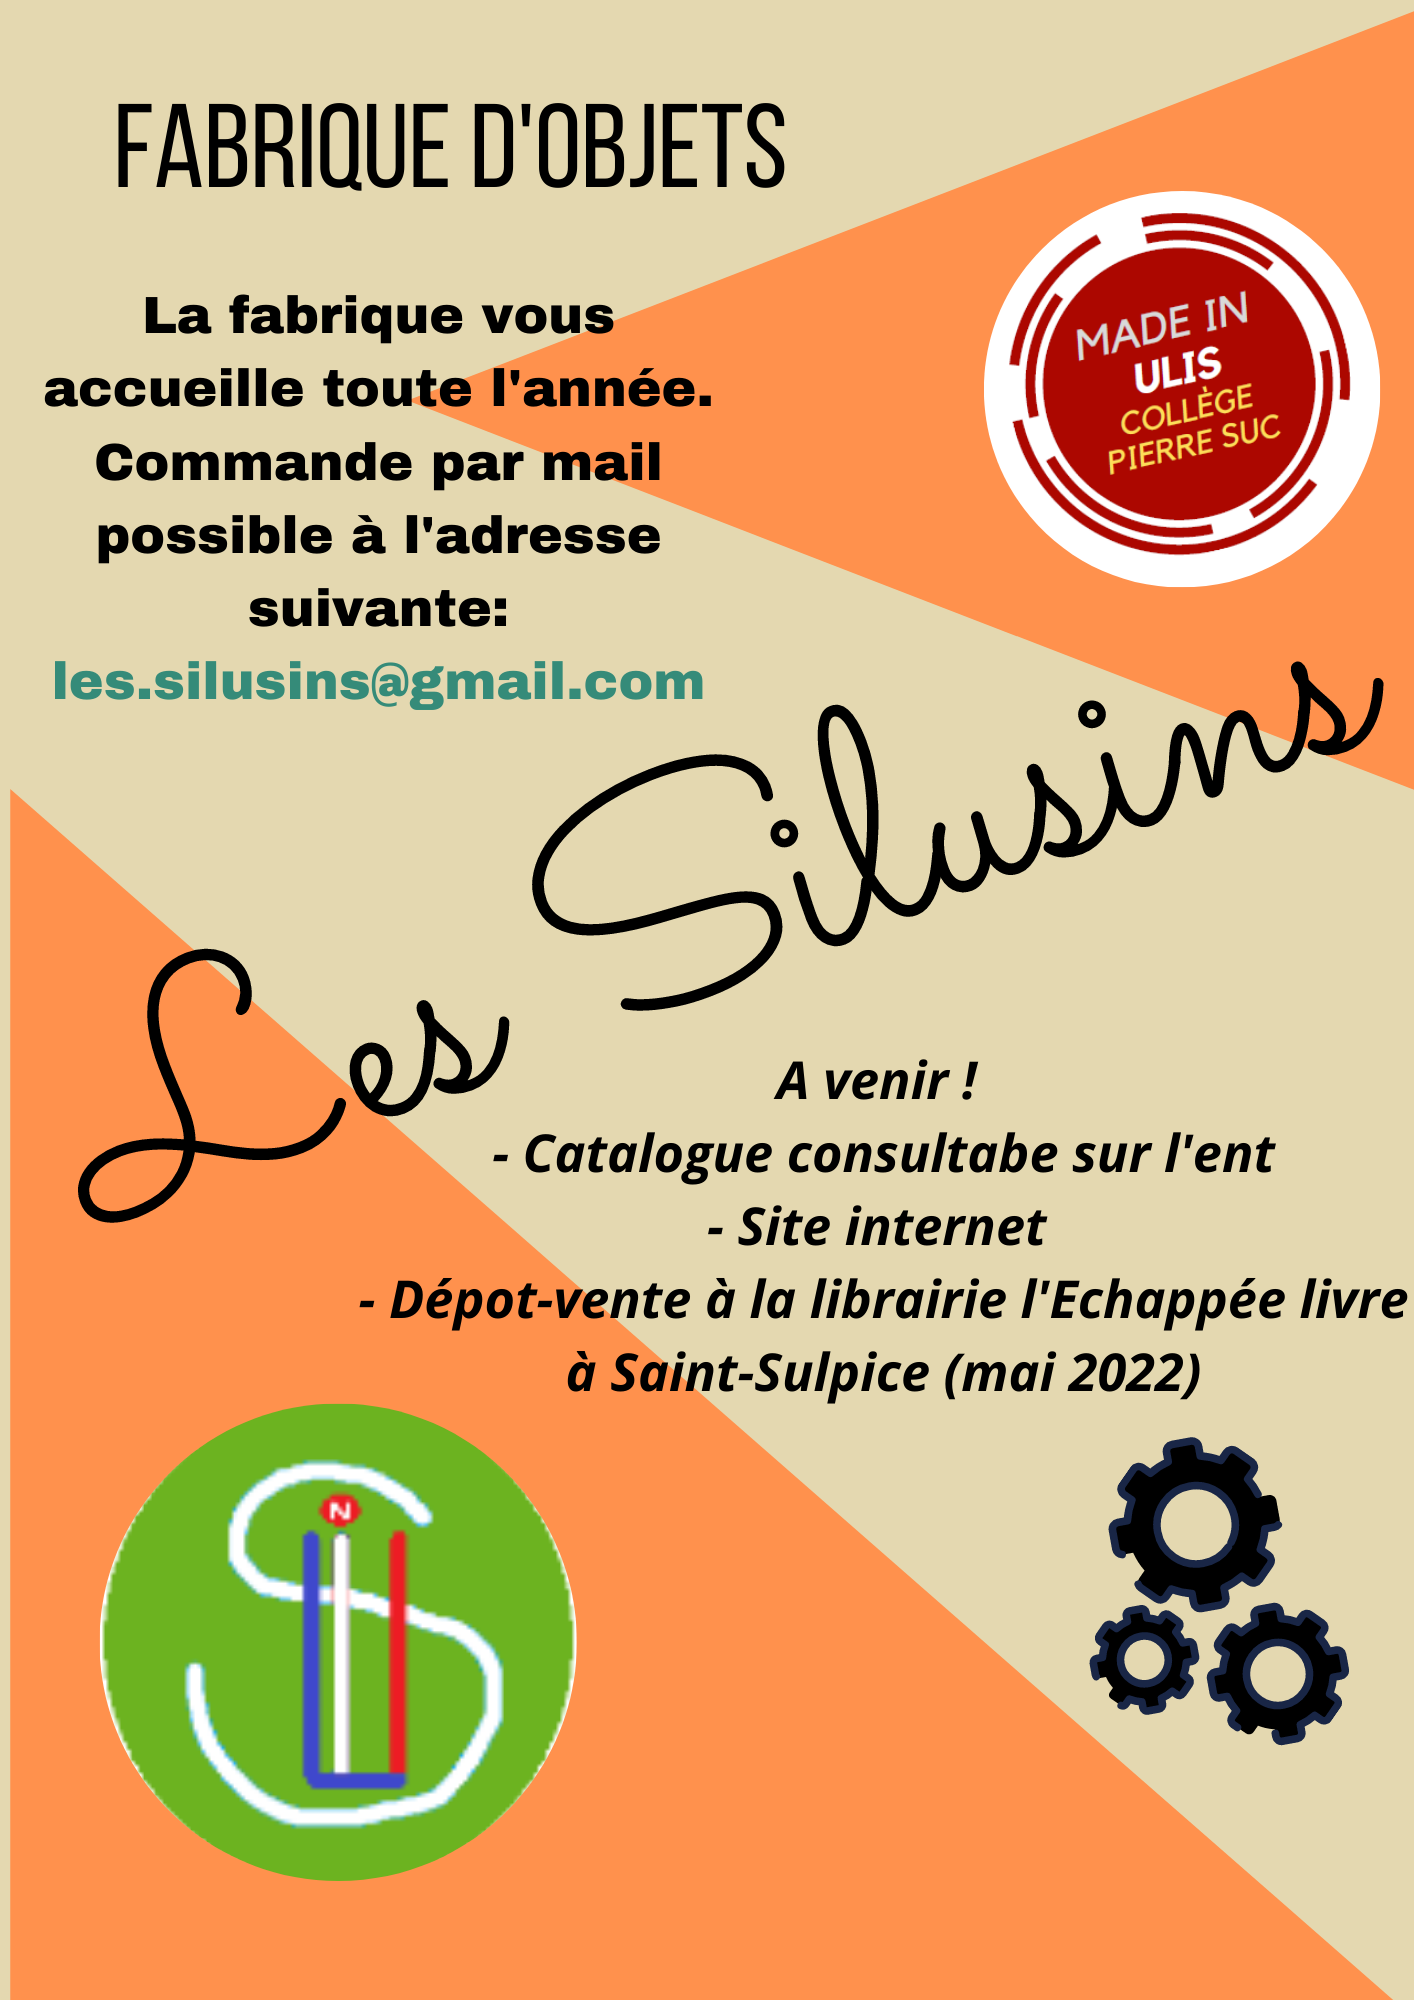 FABRIQUE D'OBJETS
La fabrique vous
accueille toute l'année.
Commande par mail
possible à l'adresse
suivante:
les.silusins@gmail.com
MADE IN
ULIS
COLLÈGE
PIERRE SUC
Les Silusins
A venir !
- Catalogue consultabe sur l'ent
- Site internet
- Dépot-vente à la librairie l'Echappée livre
à Saint-Sulpice (mai 2022)
N